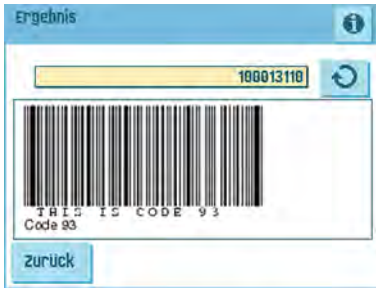 Ergebnis
100013110
THIS IS CODE 93
Code 93
zurück